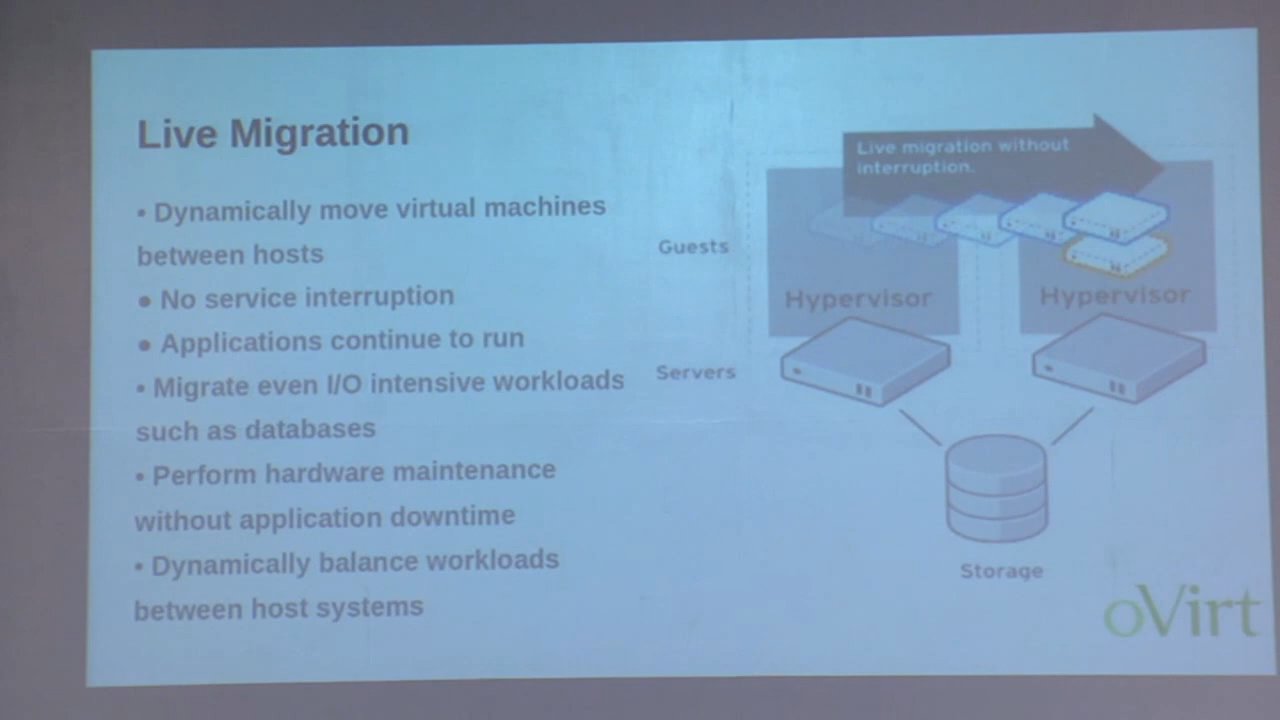 Live Migration
• Dynamically move virtual machines
between hosts
● No service interruption
● Applications continue to run
• Migrate even I/O intensive workloads
such as databases
• Perform hardware maintenance
without application downtime
• Dynamically balance workloads
between host systems
Live migration without
interruption.
Guests
Hypervisor
Hypervisor
Servers
Storage
oVirt